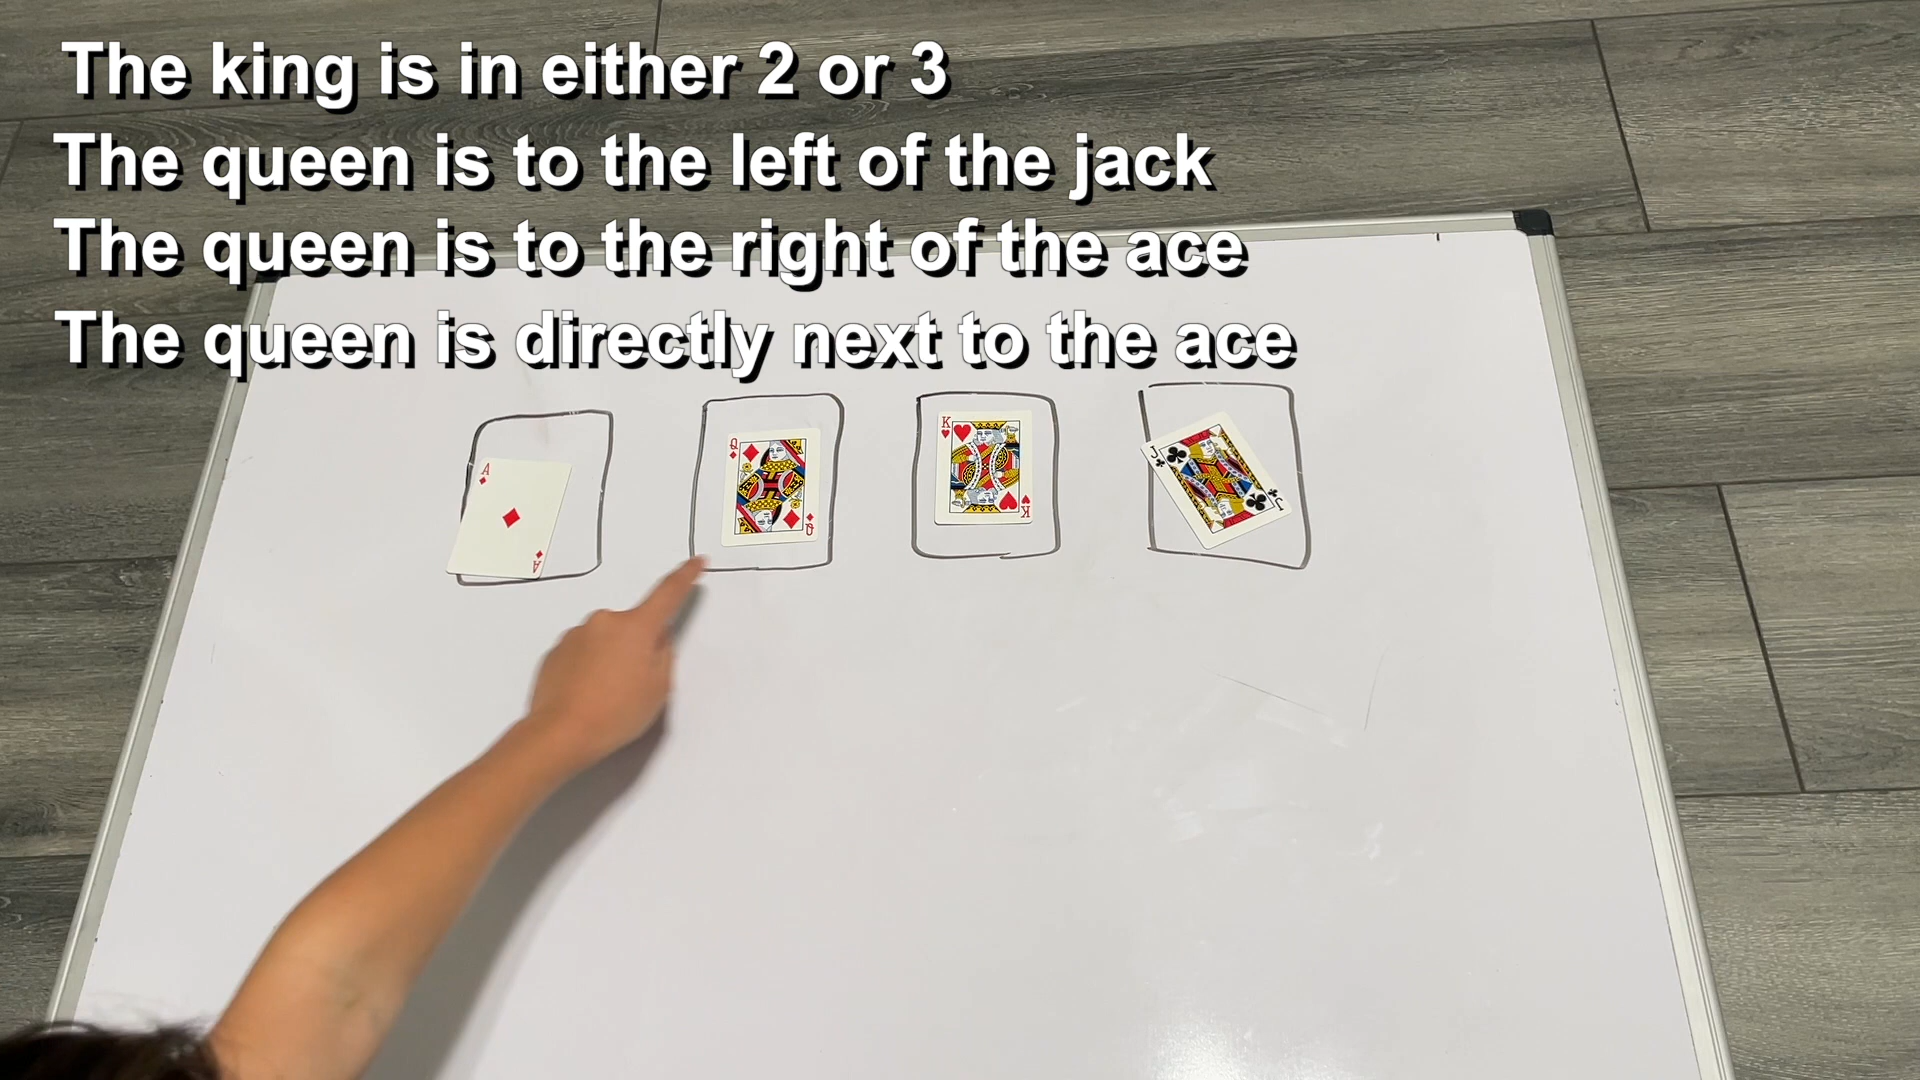 The king is in either 2 or 3
The queen is to the left of the jack
The queen is to the right of the ace
The queen is directly next to the ace
A
A
Q
Q
K
K
J
J